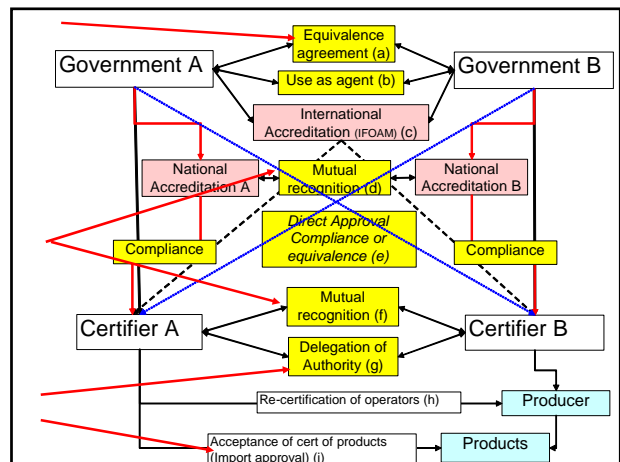 Equivalence
agreement (a)
Government A
Government B
Use as agent (b)
International
Accreditation (IFOAM) (c)
National
Accreditation A
Mutual
recognition (d)
National
Accreditation B
Direct Approval
Compliance or
equivalence (e)
Compliance
Compliance
Mutual
recognition (f)
Certifier A
Certifier B
Delegation of
Authority (g)
Re-certification of operators (h)
Producer
Acceptance of cert of products
(Import approval) (i)
Products